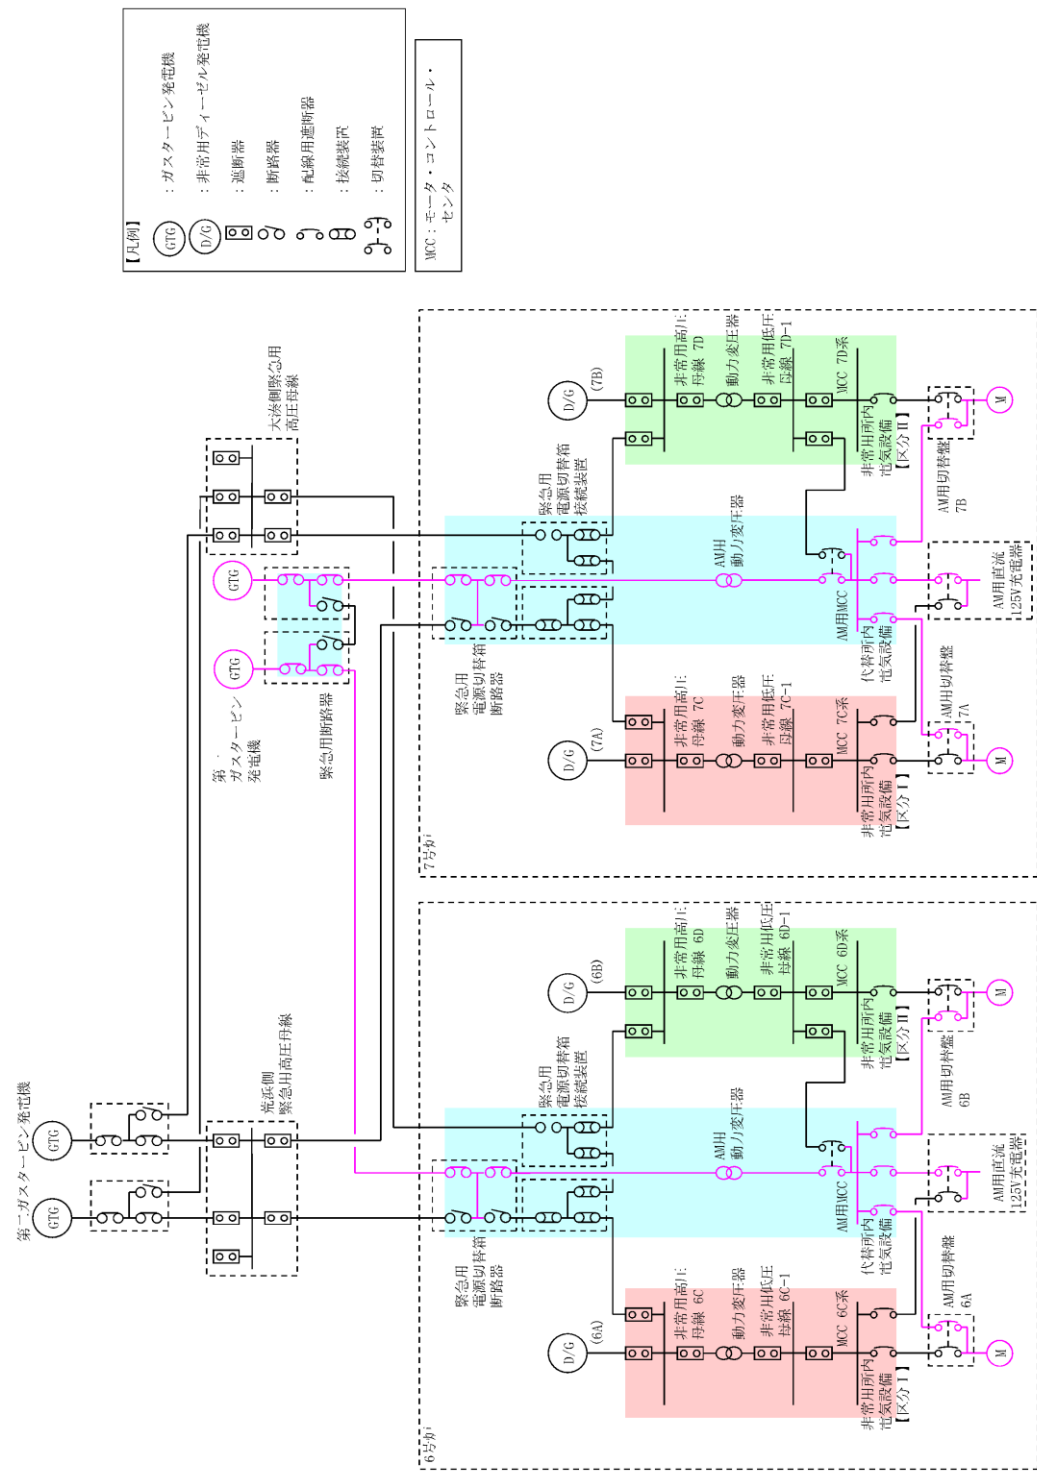 【凡例】
GTG
：ガスタービン発電機
D/G
：非常用ディーゼル発電機
：遮断器
：断路器
：配線用遮断器
：接続装置
：切替装置
MCC：モータ・コントロール・
センタ
第二ガスタービン発電機
GTG
GTG
荒浜側
緊急用高圧母線
大湊側緊急用
高圧母線
GTG
GTG
第一
ガスタービン
発電機
緊急用断路器
6号炉
緊急用
電源切替箱
断路器
緊急用
電源切替箱
接続装置
D/G
(6A)
D/G
(6B)
非常用高圧
母線 6C
動力変圧器
非常用低圧
母線 6C-1
MCC 6C系
非常用所内
電気設備
【区分Ⅰ】
AM用
動力変圧器
AM用MCC
代替所内
電気設備
非常用高圧
母線 6D
動力変圧器
非常用低圧
母線 6D-1
MCC 6D系
非常用所内
電気設備
【区分Ⅱ】
AM用切替盤
6A
M
AM用直流
125V充電器
AM用切替盤
6B
M
7号炉
緊急用
電源切替箱
断路器
緊急用
電源切替箱
接続装置
D/G
(7A)
D/G
(7B)
非常用高圧
母線 7C
動力変圧器
非常用低圧
母線 7C-1
MCC 7C系
非常用所内
電気設備
【区分Ⅰ】
AM用
動力変圧器
AM用MCC
代替所内
電気設備
非常用高圧
母線 7D
動力変圧器
非常用低圧
母線 7D-1
MCC 7D系
非常用所内
電気設備
【区分Ⅱ】
AM用切替盤
7A
M
AM用直流
125V充電器
AM用切替盤
7B
M